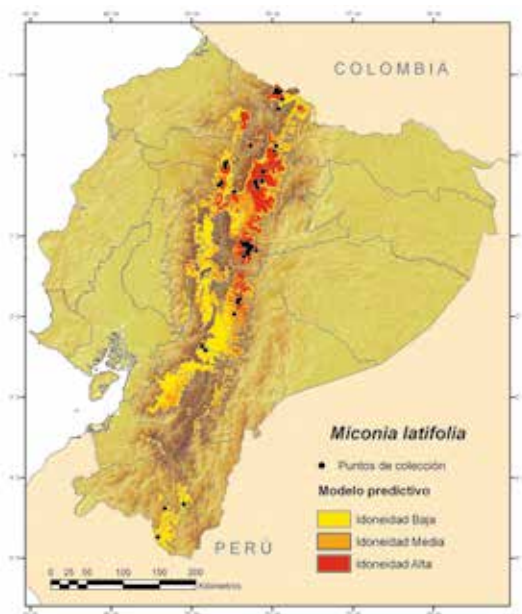 COLOMBIA
Miconia latifolia
Puntos de colección
Modelo predictivo
Idoneidad Baja
Idoneidad Media
Idoneidad Alta
PERÚ
0 25 50 100 150 200
Kilometros